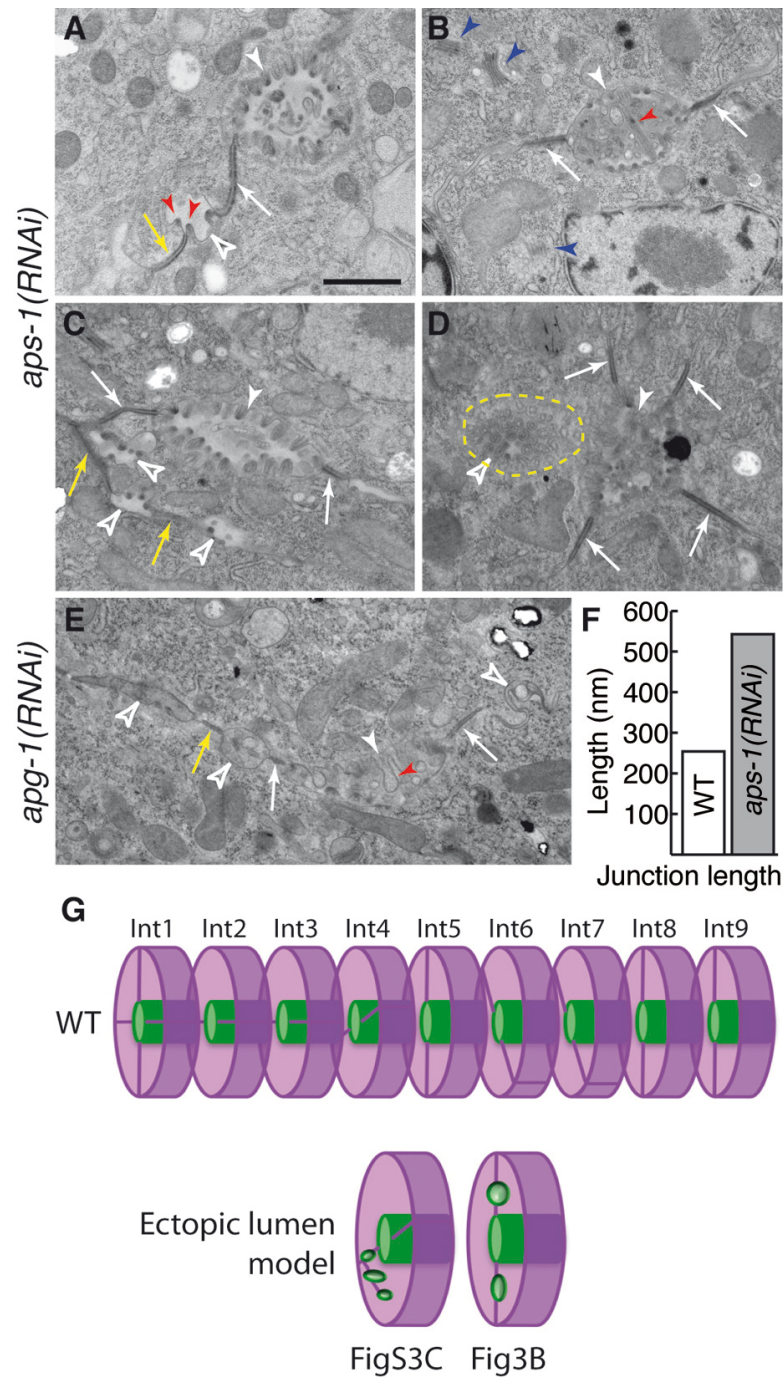 A
B
aps-1(RNAi)
C
D
E
apg-1(RNAi)
F
600
500
400
300
200
100
Length (nm)
WT
aps-1(RNAi)
Junction length
G
Int1 Int2 Int3 Int4 Int5 Int6 Int7 Int8 Int9
WT
Ectopic lumen
model
FigS3C Fig3B